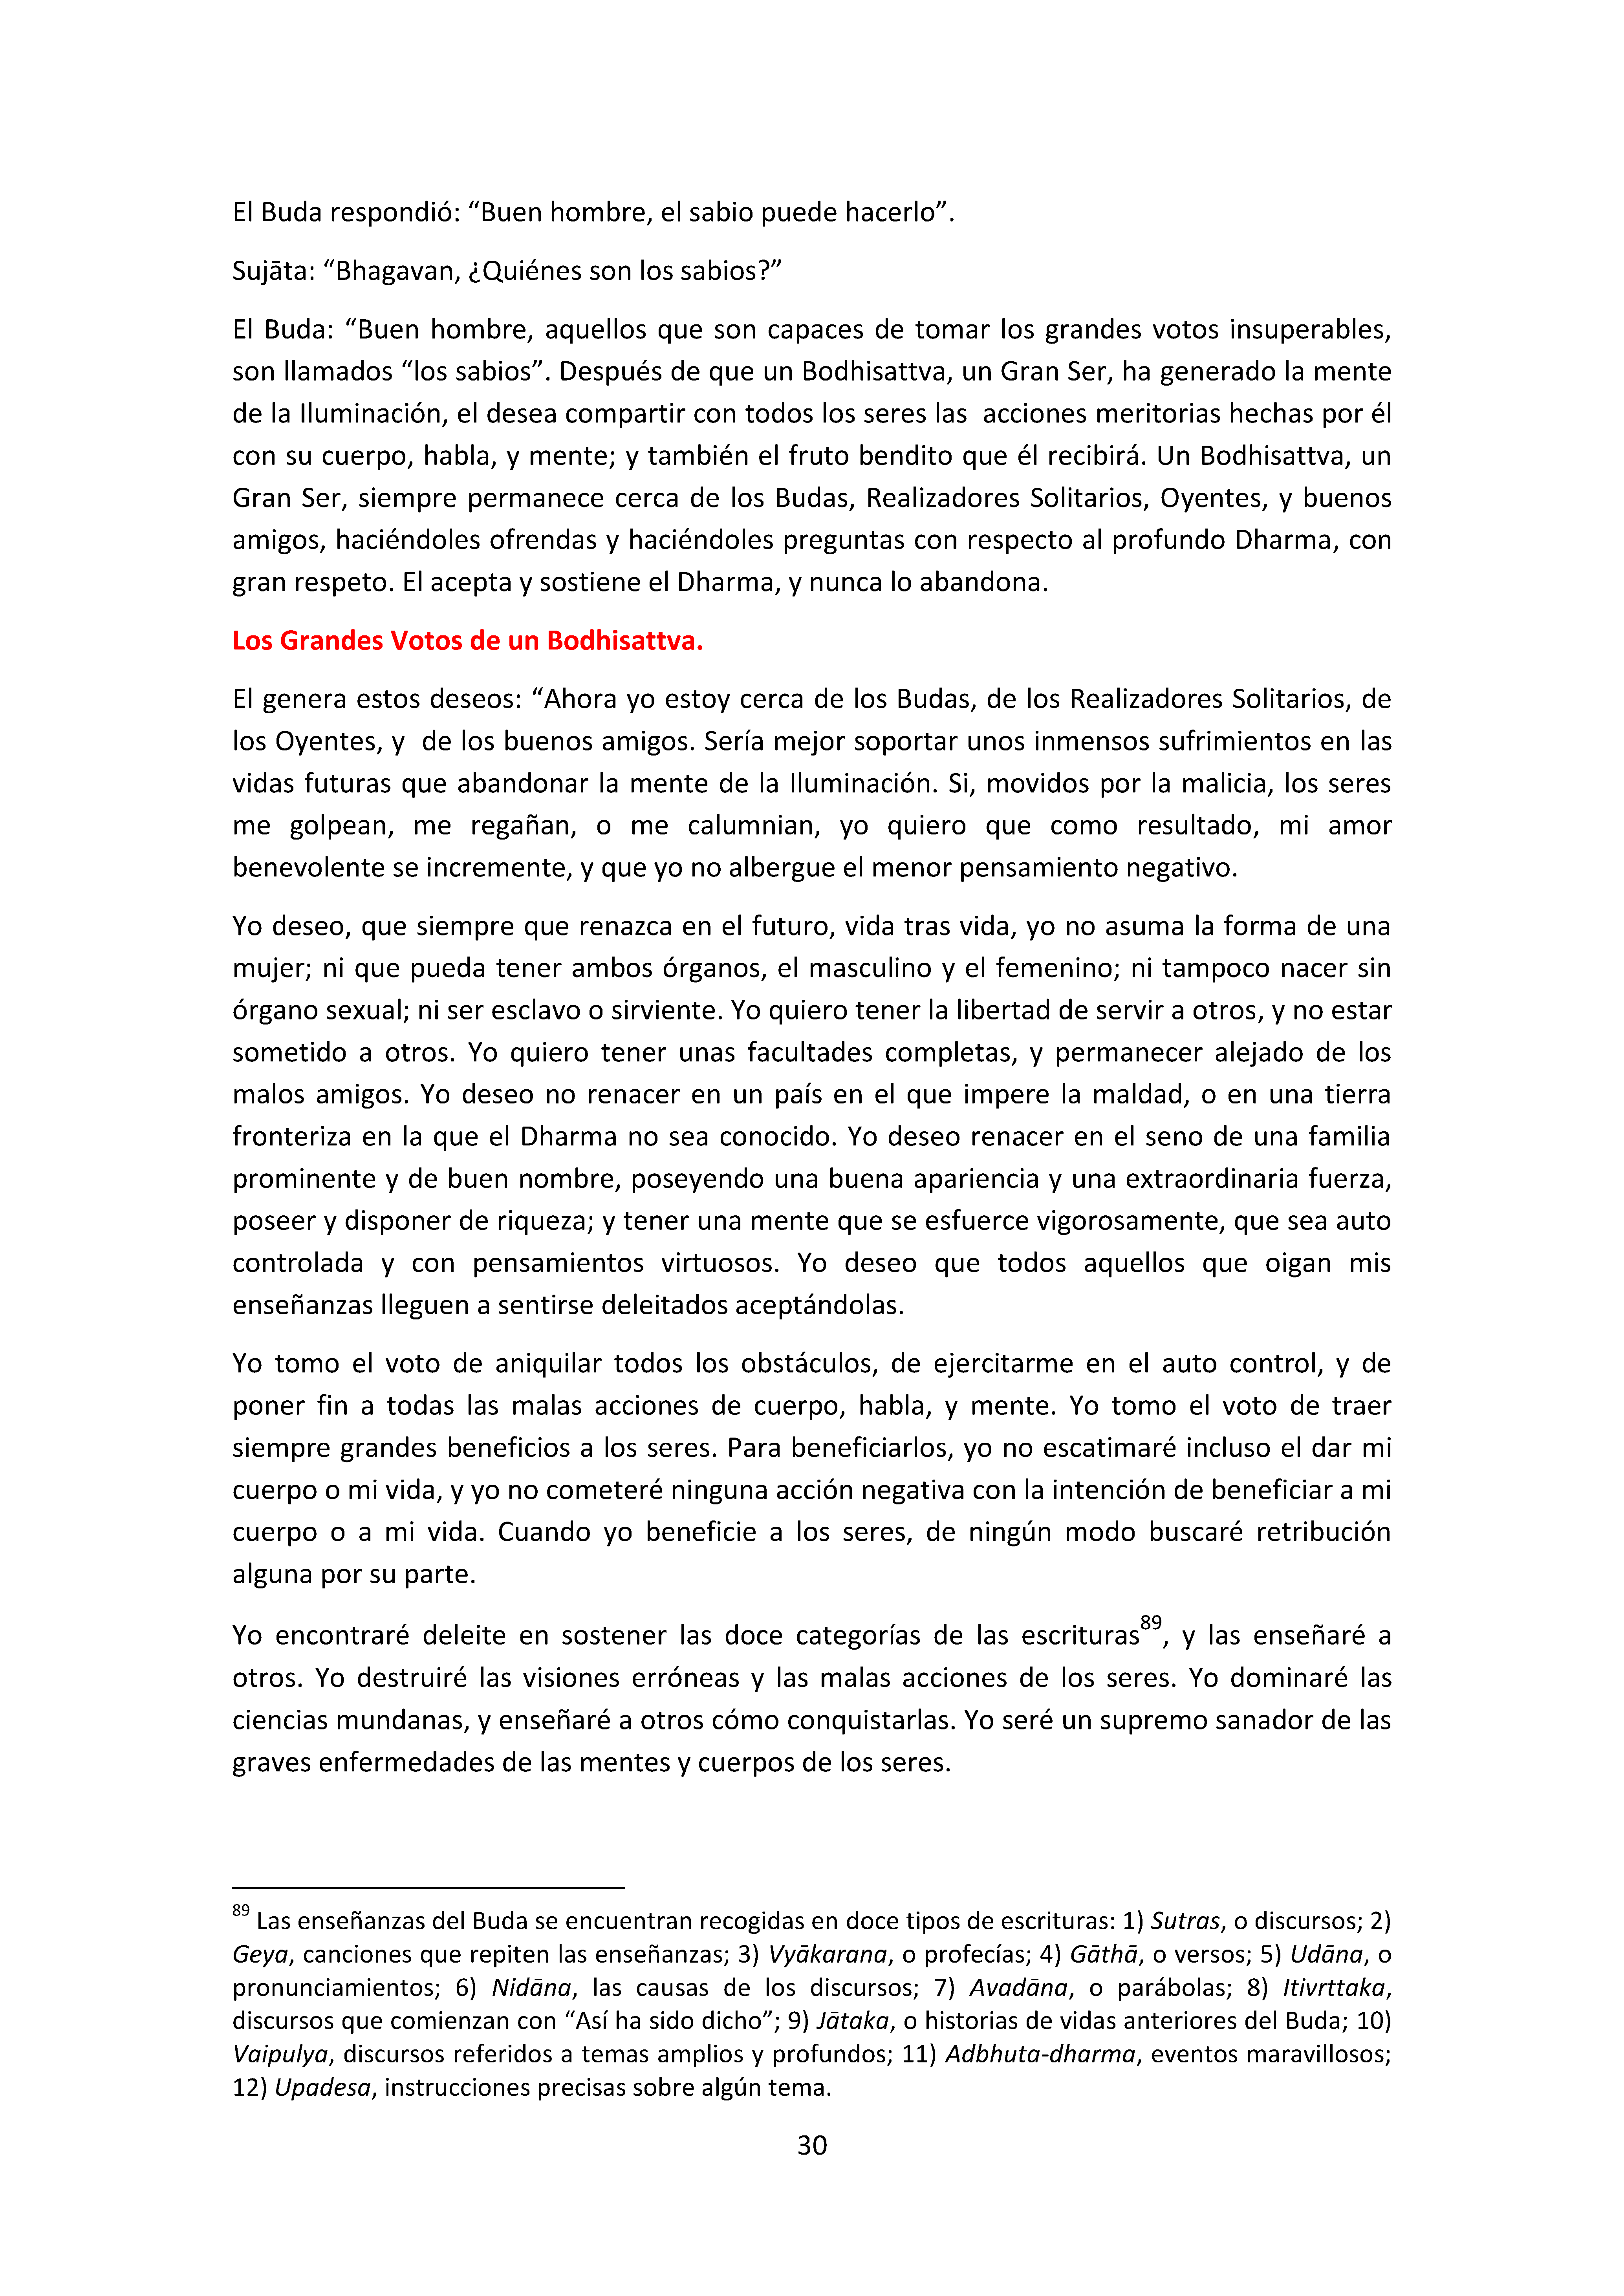 El Buda respondió: “Buen hombre, el sabio puede hacerlo”.
Sujāta: “Bhagavan, ¿Quiénes son los sabios?”
El Buda: “Buen hombre, aquellos que son capaces de tomar los grandes votos insuperables,
son llamados “los sabios”. Después de que un Bodhisattva, un Gran Ser, ha generado la mente
de la Iluminación, el desea compartir con todos los seres las  acciones meritorias hechas por él
con su cuerpo, habla, y mente; y también el fruto bendito que él recibirá. Un Bodhisattva, un
Gran Ser, siempre permanece cerca de los Budas, Realizadores Solitarios, Oyentes, y buenos
amigos, haciéndoles ofrendas y haciéndoles preguntas con respecto al profundo Dharma, con
gran respeto. El acepta y sostiene el Dharma, y nunca lo abandona.
Los Grandes Votos de un Bodhisattva.
El genera estos deseos: “Ahora yo estoy cerca de los Budas, de los Realizadores Solitarios, de
los Oyentes, y  de los buenos amigos. Sería mejor soportar unos inmensos sufrimientos en las
vidas futuras que abandonar la mente de la Iluminación. Si, movidos por la malicia, los seres
me golpean, me regañan, o me calumnian, yo quiero que como resultado, mi amor
benevolente se incremente, y que yo no albergue el menor pensamiento negativo.
Yo deseo, que siempre que renazca en el futuro, vida tras vida, yo no asuma la forma de una
mujer; ni que pueda tener ambos órganos, el masculino y el femenino; ni tampoco nacer sin
órgano sexual; ni ser esclavo o sirviente. Yo quiero tener la libertad de servir a otros, y no estar
sometido a otros. Yo quiero tener unas facultades completas, y permanecer alejado de los
malos amigos. Yo deseo no renacer en un país en el que impere la maldad, o en una tierra
fronteriza en la que el Dharma no sea conocido. Yo deseo renacer en el seno de una familia
prominente y de buen nombre, poseyendo una buena apariencia y una extraordinaria fuerza,
poseer y disponer de riqueza; y tener una mente que se esfuerce vigorosamente, que sea auto
controlada y con pensamientos virtuosos. Yo deseo que todos aquellos que oigan mis
enseñanzas lleguen a sentirse deleitados aceptándolas.
Yo tomo el voto de aniquilar todos los obstáculos, de ejercitarme en el auto control, y de
poner fin a todas las malas acciones de cuerpo, habla, y mente. Yo tomo el voto de traer
siempre grandes beneficios a los seres. Para beneficiarlos, yo no escatimaré incluso el dar mi
cuerpo o mi vida, y yo no cometeré ninguna acción negativa con la intención de beneficiar a mi
cuerpo o a mi vida. Cuando yo beneficie a los seres, de ningún modo buscaré retribución
alguna por su parte.
Yo encontraré deleite en sostener las doce categorías de las escrituras89, y las enseñaré a
otros. Yo destruiré las visiones erróneas y las malas acciones de los seres. Yo dominaré las
ciencias mundanas, y enseñaré a otros cómo conquistarlas. Yo seré un supremo sanador de las
graves enfermedades de las mentes y cuerpos de los seres.
89 Las enseñanzas del Buda se encuentran recogidas en doce tipos de escrituras: 1) Sutras, o discursos; 2)
Geya, canciones que repiten las enseñanzas; 3) Vyākarana, o profecías; 4) Gāthā, o versos; 5) Udāna, o
pronunciamientos; 6) Nidāna, las causas de los discursos; 7) Avadāna, o parábolas; 8) Itivrttaka,
discursos que comienzan con “Así ha sido dicho”; 9) Jātaka, o historias de vidas anteriores del Buda; 10)
Vaipulya, discursos referidos a temas amplios y profundos; 11) Adbhuta-dharma, eventos maravillosos;
12) Upadesa, instrucciones precisas sobre algún tema.
30